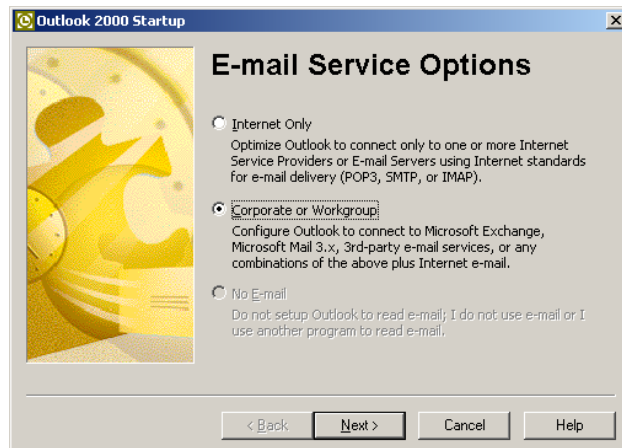 Outlook 2000 Startup
E-mail Service Options
Internet Only
Optimize Outlook to connect only to one or more Internet
Service Providers or E-mail Servers using Internet standards
for e-mail delivery (POP3, SMTP, or IMAP).
Corporate or Workgroup
Configure Outlook to connect to Microsoft Exchange,
Microsoft Mail 3.x, 3rd-party e-mail services, or any
combinations of the above plus Internet e-mail.
No E-mail
Do not setup Outlook to read e-mail; I do not use e-mail or I
use another program to read e-mail.
< Back Next > Cancel Help